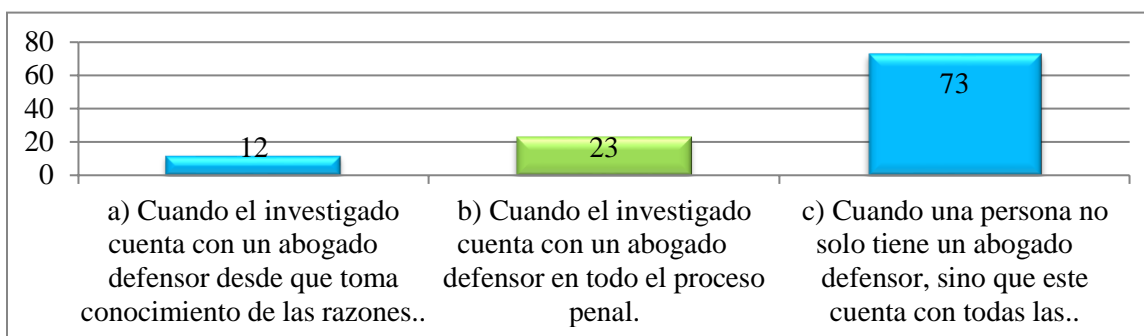 80
60
40
20
0
12
23
73
a) Cuando el investigado
cuenta con un abogado
defensor desde que toma
conocimiento de las razones..
b) Cuando el investigado
cuenta con un abogado
defensor en todo el proceso
penal.
c) Cuando una persona no
solo tiene un abogado
defensor, sino que este
cuenta con todas las..